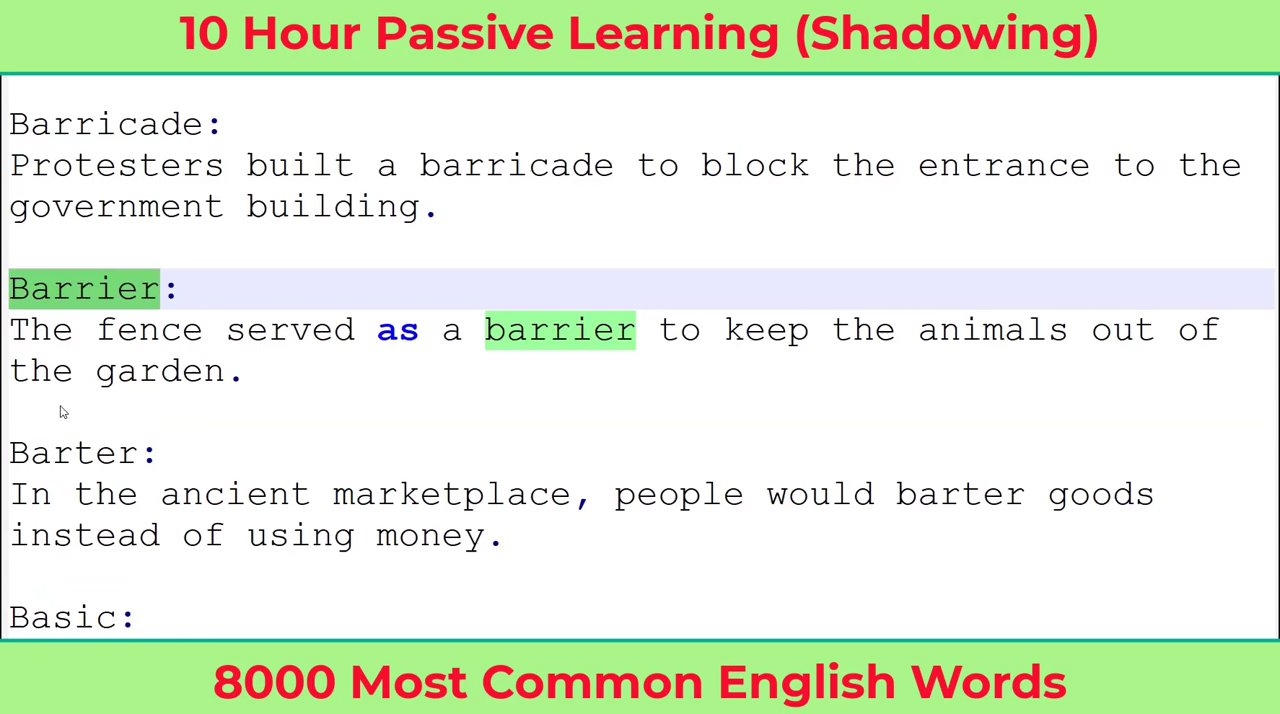 10 Hour Passive Learning (Shadowing)
Barricade:
Protesters built a barricade to block the entrance to the
government building.
Barrier:
The fence served as a barrier to keep the animals out of
the garden.
Barter:
In the ancient marketplace, people would barter goods
instead of using money.
Basic:
8000 Most Common English Words